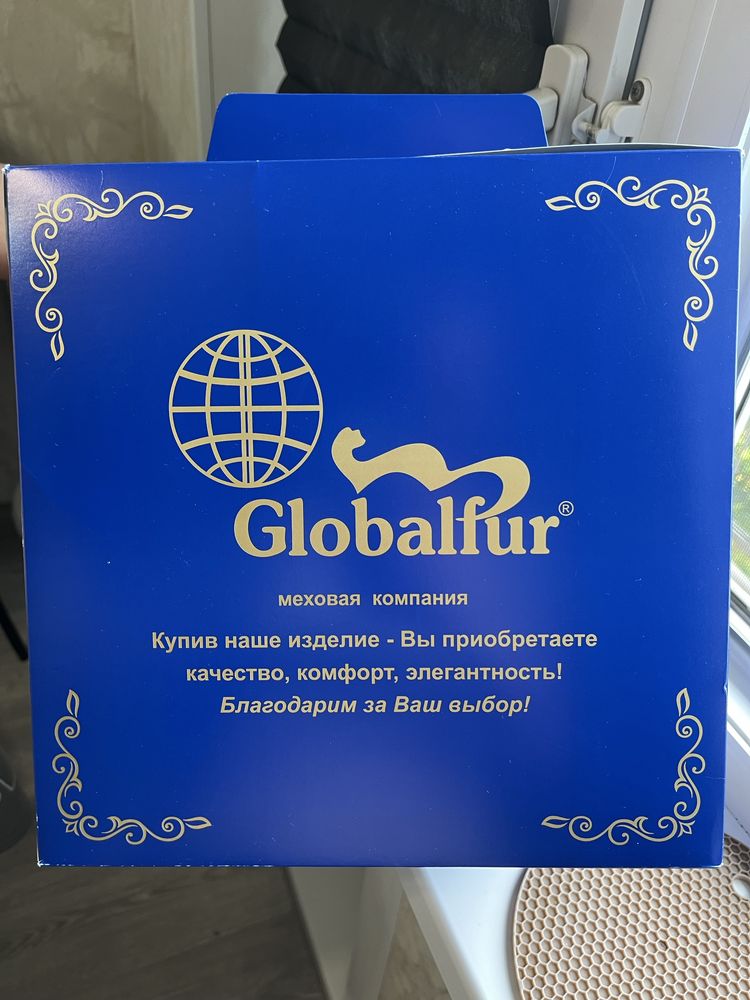 Globalfur®
меховая компания
Купив наше изделие - Вы приобретаете
качество, комфорт, элегантность!
Благодарим за Ваш выбор!